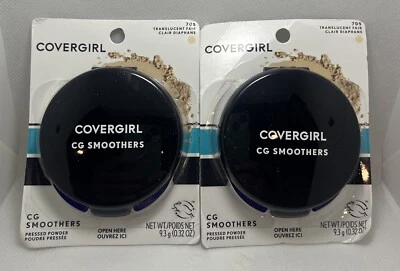 705
TRANSLUCENT FAIR
CLAIR DIAPHANE
COVERGIRL
COVERGIRL
CG SMOOTHERS
CG
SMOOTHERS
PRESSED POWDER
POUDRE PRESSÉE
OPEN HERE
OUVREZ ICI
NET WT/POIDS NET
9.3 g (0.32 OZ)
705
TRANSLUCENT FAIR
CLAIR DIAPHANE
COVERGIRL
COVERGIRL
CG SMOOTHERS
CG
SMOOTHERS
PRESSED POWDER
POUDRE PRESSÉE
OPEN HERE
OUVREZ ICI
NET WT/POIDS NET
9.3 g (0.32 OZ)